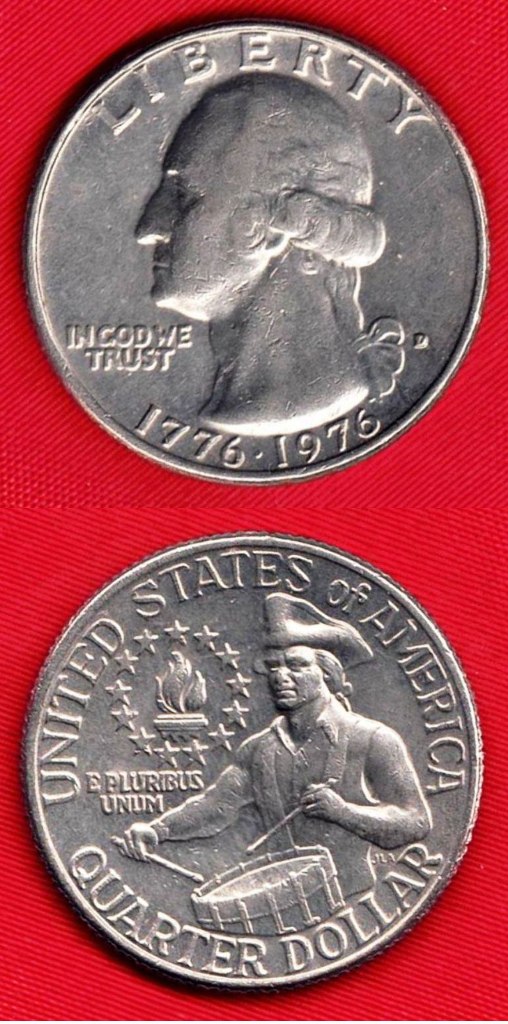 LIBERTY
IN GOD WE
TRUST
D
1776 · 1976
UNITED STATES OF AMERICA
E PLURIBUS
UNUM
JLA
QUARTER DOLLAR